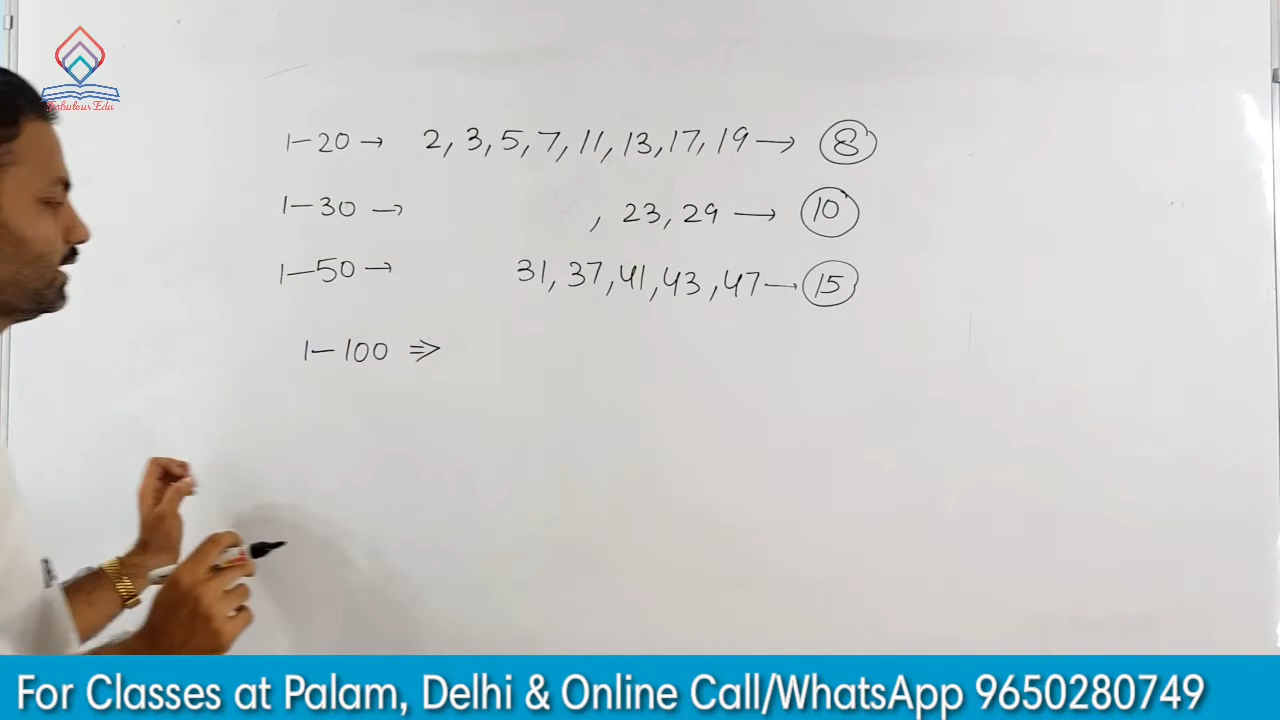 Fabulous Edu
1-20 → 2, 3, 5, 7, 11, 13, 17, 19 → 8
1-30 → , 23, 29 → 10
1-50 → 31, 37, 41, 43, 47 → 15
1-100 ⇒
For Classes at Palam, Delhi & Online Call/WhatsApp 9650280749